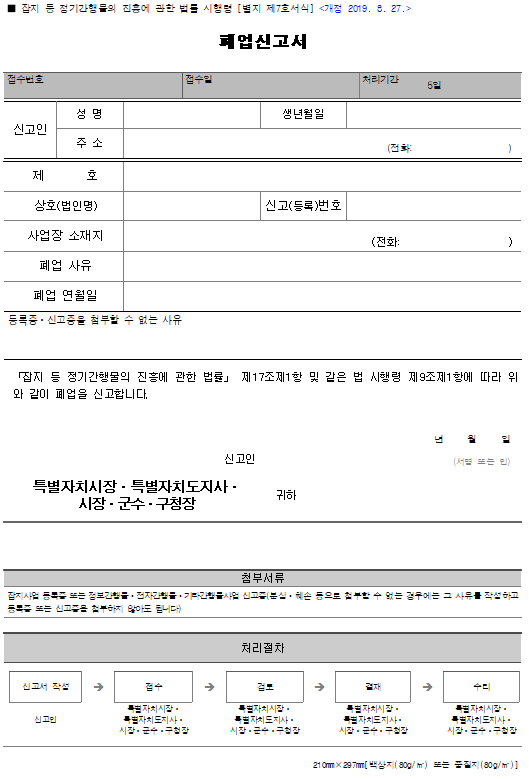 ■ 잡지 등 정기간행물의 진흥에 관한 법률 시행령 [별지 제7호서식] <개정 2019. 8. 27.>
폐업신고서
접수번호 접수일 처리기간 5일
신고인 성 명 생년월일
주 소 (전화: )
제 호
상호(법인명) 신고(등록)번호
사업장 소재지 (전화: )
폐업 사유
폐업 연월일
등록증ㆍ신고증을 첨부할 수 없는 사유
「잡지 등 정기간행물의 진흥에 관한 법률」 제17조제1항 및 같은 법 시행령 제9조제1항에 따라 위
와 같이 폐업을 신고합니다.
년 월 일
신고인 (서명 또는 인)
특별자치시장ㆍ특별자치도지사ㆍ
시장ㆍ군수ㆍ구청장 귀하
첨부서류
잡지사업 등록증 또는 정보간행물ㆍ전자간행물ㆍ기타간행물사업 신고증(분실ㆍ훼손 등으로 첨부할 수 없는 경우에는 그 사유를 작성하고
등록증 또는 신고증을 첨부하지 않아도 됩니다)
처리절차
신고서 작성 → 접수 → 검토 → 결재 → 수리
신고인
특별자치시장ㆍ 특별자치시장ㆍ 특별자치시장ㆍ 특별자치시장ㆍ
특별자치도지사ㆍ 특별자치도지사ㆍ 특별자치도지사ㆍ 특별자치도지사ㆍ
시장ㆍ군수ㆍ구청장 시장ㆍ군수ㆍ구청장 시장ㆍ군수ㆍ구청장 시장ㆍ군수ㆍ구청장
210mm×297mm[백상지(80g/㎡) 또는 중질지(80g/㎡)]